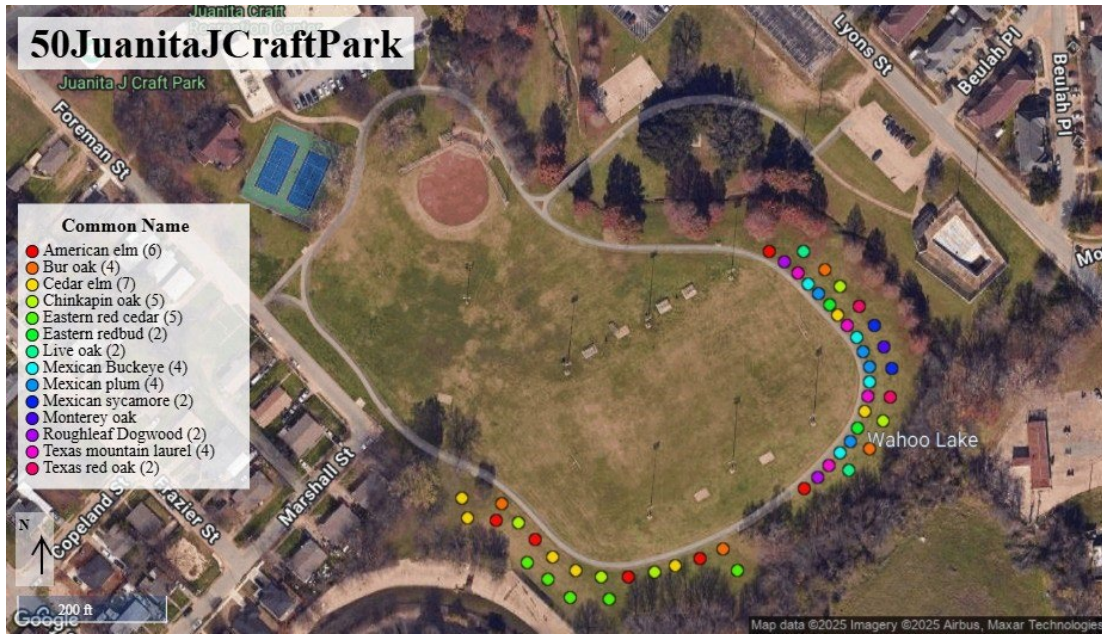 Juanita Craft
Recreation Center
50JuanitaJCraftPark
Juanita J Craft Park
Foreman St
Lyons St
Beulah Pl
Beulah Pl
Mo
Common Name
American elm (6)
Bur oak (4)
Cedar elm (7)
Chinkapin oak (5)
Eastern red cedar (5)
Eastern redbud (2)
Live oak (2)
Mexican Buckeye (4)
Mexican plum (4)
Mexican sycamore (2)
Monterey oak
Roughleaf Dogwood (2)
Texas mountain laurel (4)
Texas red oak (2)
Wahoo Lake
Marshall St
Frazier St
Copeland St
N
200 ft
Google
Map data ©2025 Imagery ©2025 Airbus, Maxar Technologies